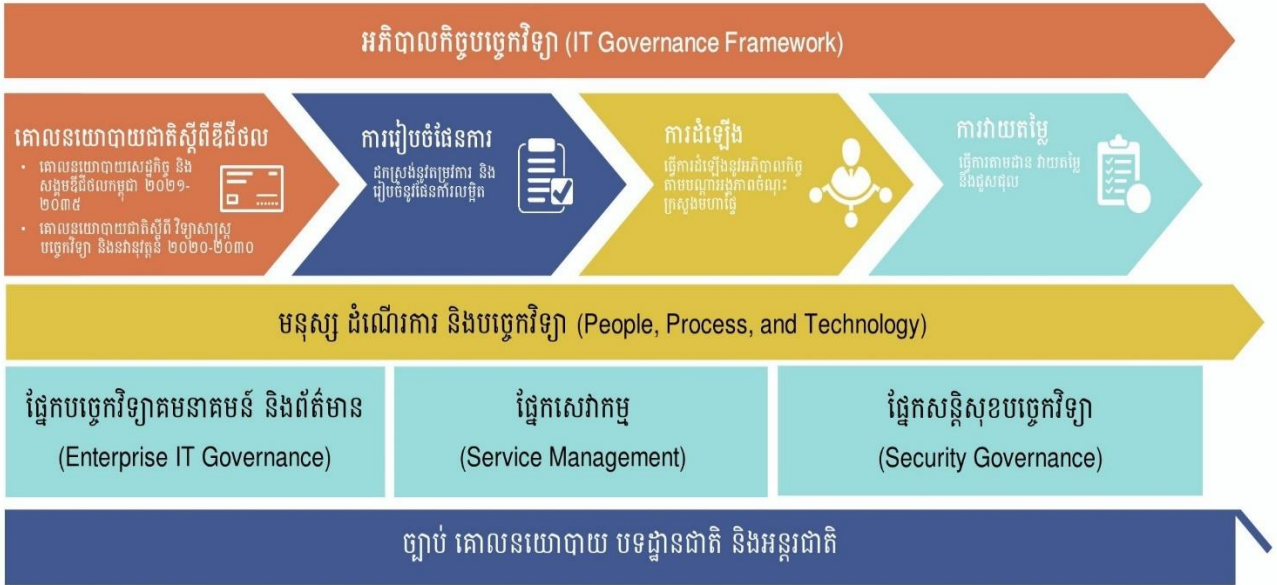 អភិបាលកិច្ចបច្ចេកវិទ្យា (IT Governance Framework)
គោលនយោបាយជាតិស្តីពីឌីជីថល
• គោលនយោបាយសេដ្ឋកិច្ច និង
សង្គមឌីជីថលកម្ពុជា ២០២១-
២០៣៥
• គោលនយោបាយជាតិស្តីពី វិទ្យាសាស្ត្រ
បច្ចេកវិទ្យា និងនវានុវត្តន៍ ២០២០-២០៣០
ការរៀបចំផែនការ
ដកស្រង់នូវតម្រូវការ និង
រៀបចំនូវផែនការលម្អិត
ការដំឡើង
ធ្វើការដំឡើងនូវអភិបាលកិច្ច
តាមបណ្តាអង្គភាពចំណុះ
ក្រសួងមហាផ្ទៃ
ការវាយតម្លៃ
ធ្វើការតាមដាន វាយតម្លៃ
និងជួសជុល
មនុស្ស ដំណើរការ និងបច្ចេកវិទ្យា (People, Process, and Technology)
ផ្នែកបច្ចេកវិទ្យាគមនាគមន៍ និងព័ត៌មាន
(Enterprise IT Governance)
ផ្នែកសេវាកម្ម
(Service Management)
ផ្នែកសន្តិសុខបច្ចេកវិទ្យា
(Security Governance)
ច្បាប់ គោលនយោបាយ បទដ្ឋានជាតិ និងអន្តរជាតិ